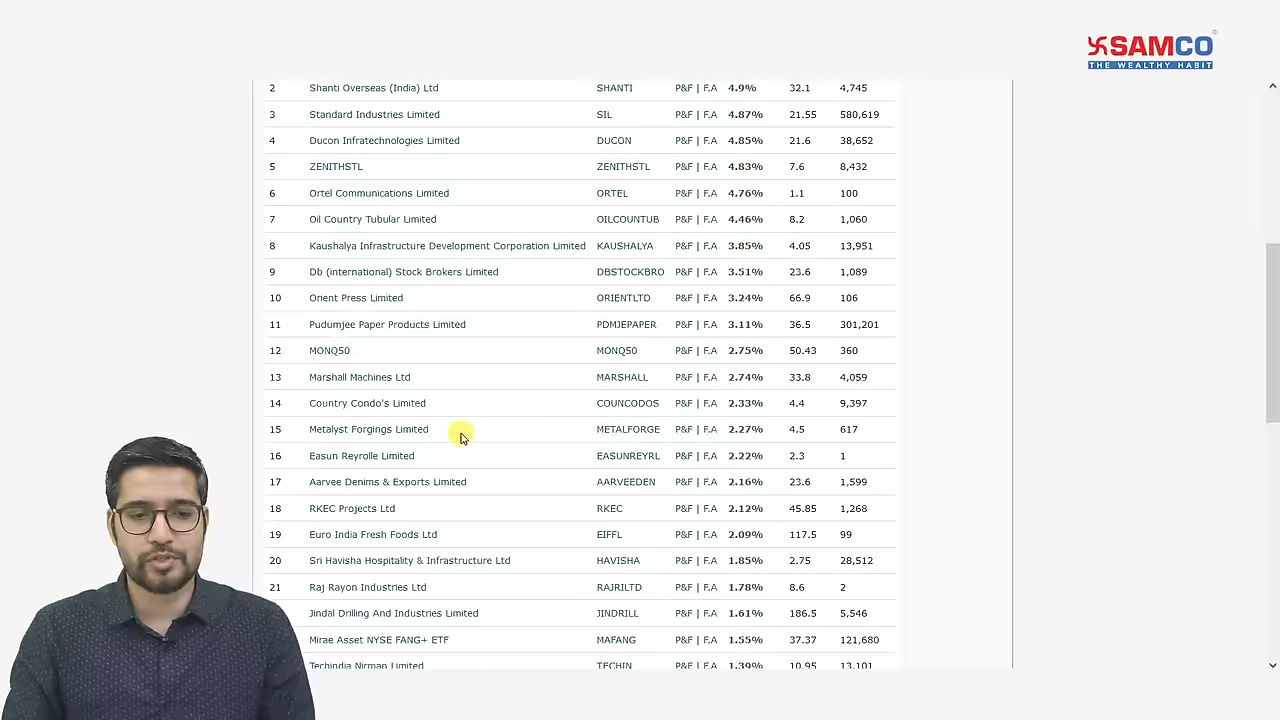 SAMCO
THE WEALTHY HABIT
2 Shanti Overseas (India) Ltd SHANTI P&F | F.A 4.9% 32.1 4,745
3 Standard Industries Limited SIL P&F | F.A 4.87% 21.55 580,619
4 Ducon Infratechnologies Limited DUCON P&F | F.A 4.85% 21.6 38,652
5 ZENITHSTL ZENITHSTL P&F | F.A 4.83% 7.6 8,432
6 Ortel Communications Limited ORTEL P&F | F.A 4.76% 1.1 100
7 Oil Country Tubular Limited OILCOUNTUB P&F | F.A 4.46% 8.2 1,060
8 Kaushalya Infrastructure Development Corporation Limited KAUSHALYA P&F | F.A 3.85% 4.05 13,951
9 Db (international) Stock Brokers Limited DBSTOCKBRO P&F | F.A 3.51% 23.6 1,089
10 Orient Press Limited ORIENTLTD P&F | F.A 3.24% 66.9 106
11 Pudumjee Paper Products Limited PDMJEPAPER P&F | F.A 3.11% 36.5 301,201
12 MONQ50 MONQ50 P&F | F.A 2.75% 50.43 360
13 Marshall Machines Ltd MARSHALL P&F | F.A 2.74% 33.8 4,059
14 Country Condo's Limited COUNCODOS P&F | F.A 2.33% 4.4 9,397
15 Metalyst Forgings Limited METALFORGE P&F | F.A 2.27% 4.5 617
16 Easun Reyrolle Limited EASUNREYRL P&F | F.A 2.22% 2.3 1
17 Aarvee Denims & Exports Limited AARVEEDEN P&F | F.A 2.16% 23.6 1,599
18 RKEC Projects Ltd RKEC P&F | F.A 2.12% 45.85 1,268
19 Euro India Fresh Foods Ltd EIFFL P&F | F.A 2.09% 117.5 99
20 Sri Havisha Hospitality & Infrastructure Ltd HAVISHA P&F | F.A 1.85% 2.75 28,512
21 Raj Rayon Industries Ltd RAJRILTD P&F | F.A 1.78% 8.6 2
Jindal Drilling And Industries Limited JINDRILL P&F | F.A 1.61% 186.5 5,546
Mirae Asset NYSE FANG+ ETF MAFANG P&F | F.A 1.55% 37.37 121,680
Techindia Nirman Limited TECHIN P&F | F.A 1.39% 10.95 13,101